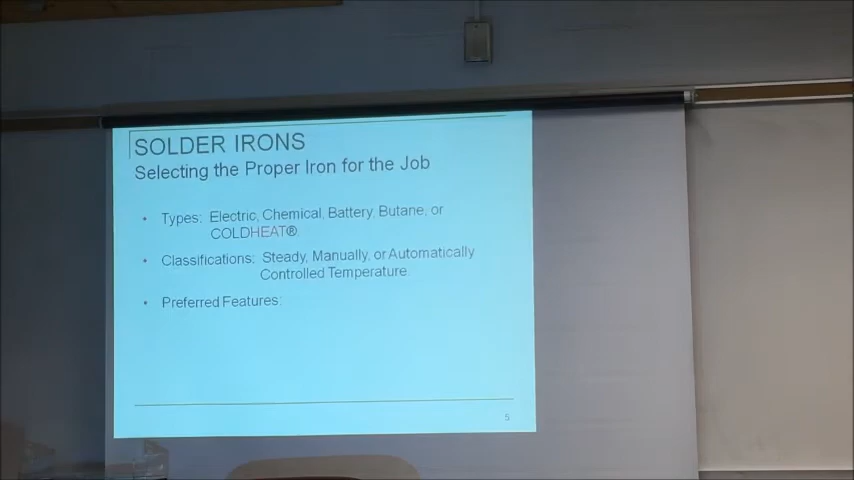 SOLDER IRONS
Selecting the Proper Iron for the Job
• Types: Electric, Chemical, Battery, Butane, or
COLDHEAT®.
• Classifications: Steady, Manually, or Automatically
Controlled Temperature.
• Preferred Features:
5